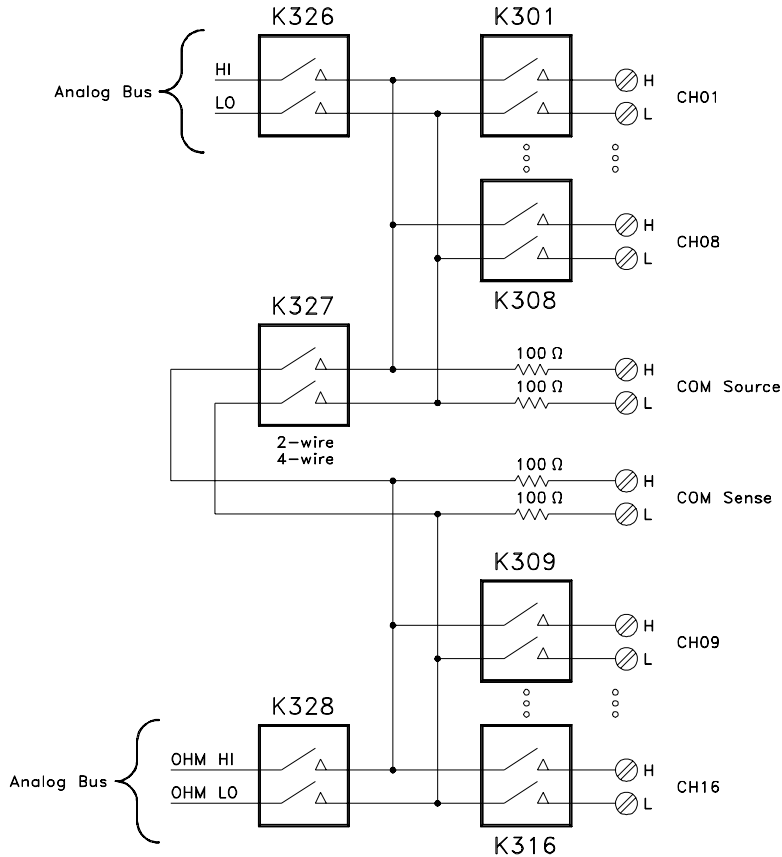 K326
K301
HI
H
Analog Bus
CH01
LO
L
H
CH08
L
K308
K327
100 Ω
H
100 Ω
COM Source
L
2-wire
4-wire
100 Ω
H
100 Ω
COM Sense
L
K309
H
CH09
L
K328
OHM HI
H
Analog Bus
CH16
OHM LO
L
K316